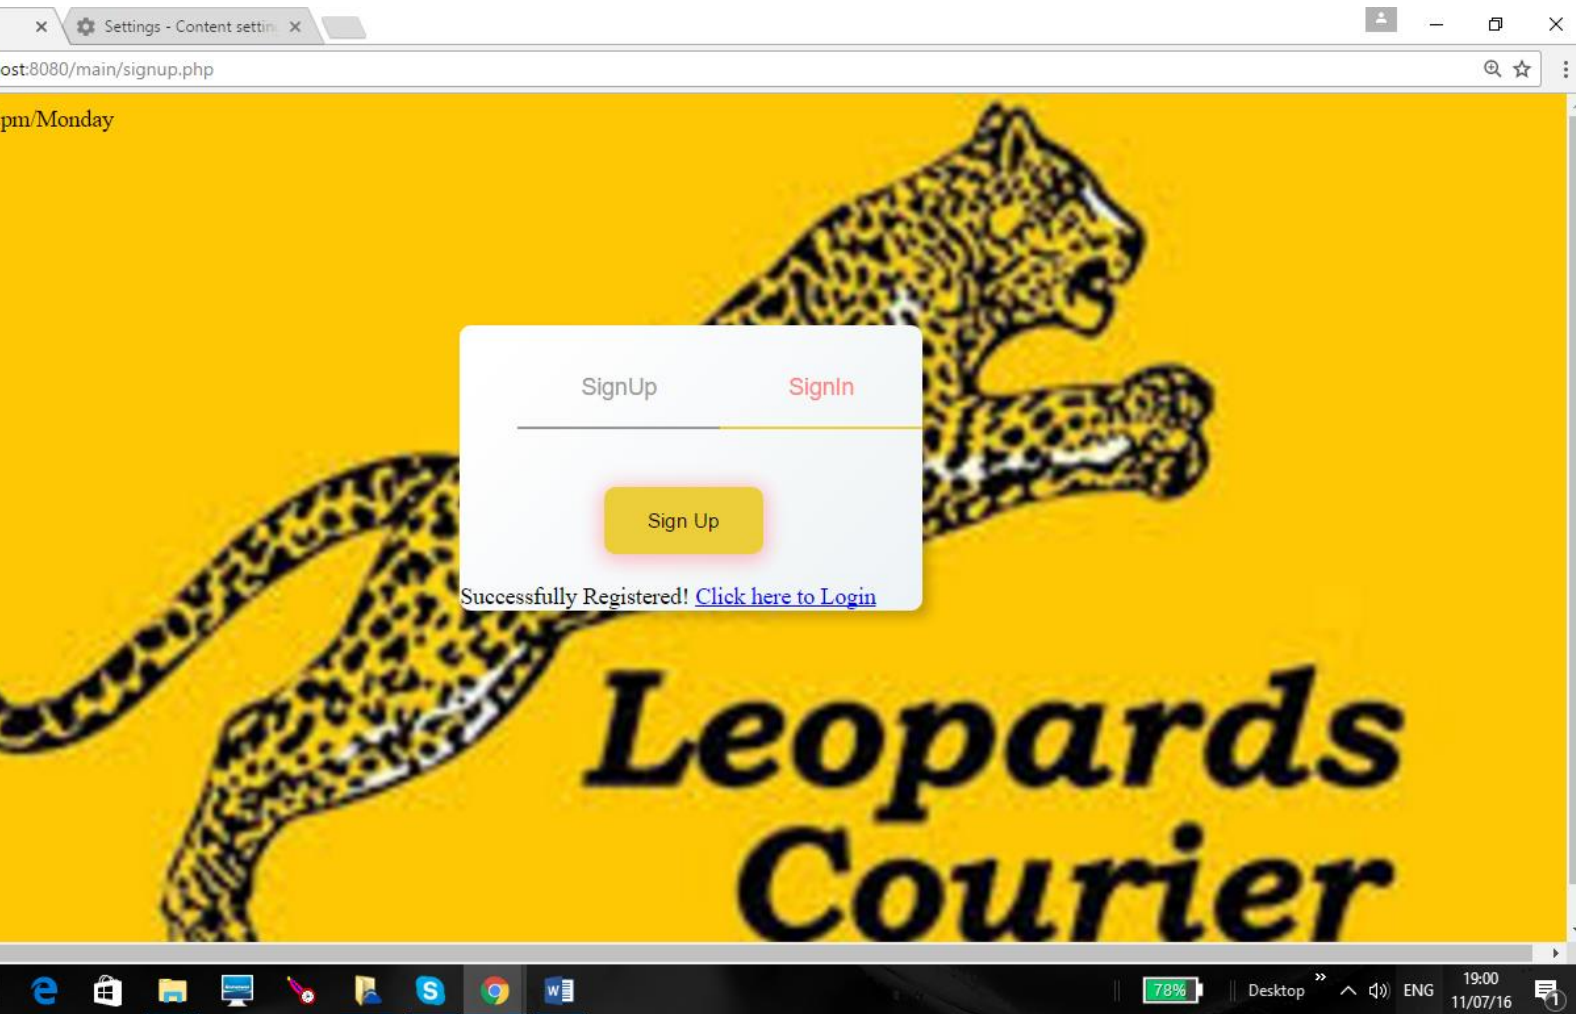 Settings - Content settin
ost:8080/main/signup.php
pm/Monday
SignUp SignIn
Sign Up
Successfully Registered! Click here to Login
Leopards
Courier
78% Desktop ENG 19:00
11/07/16